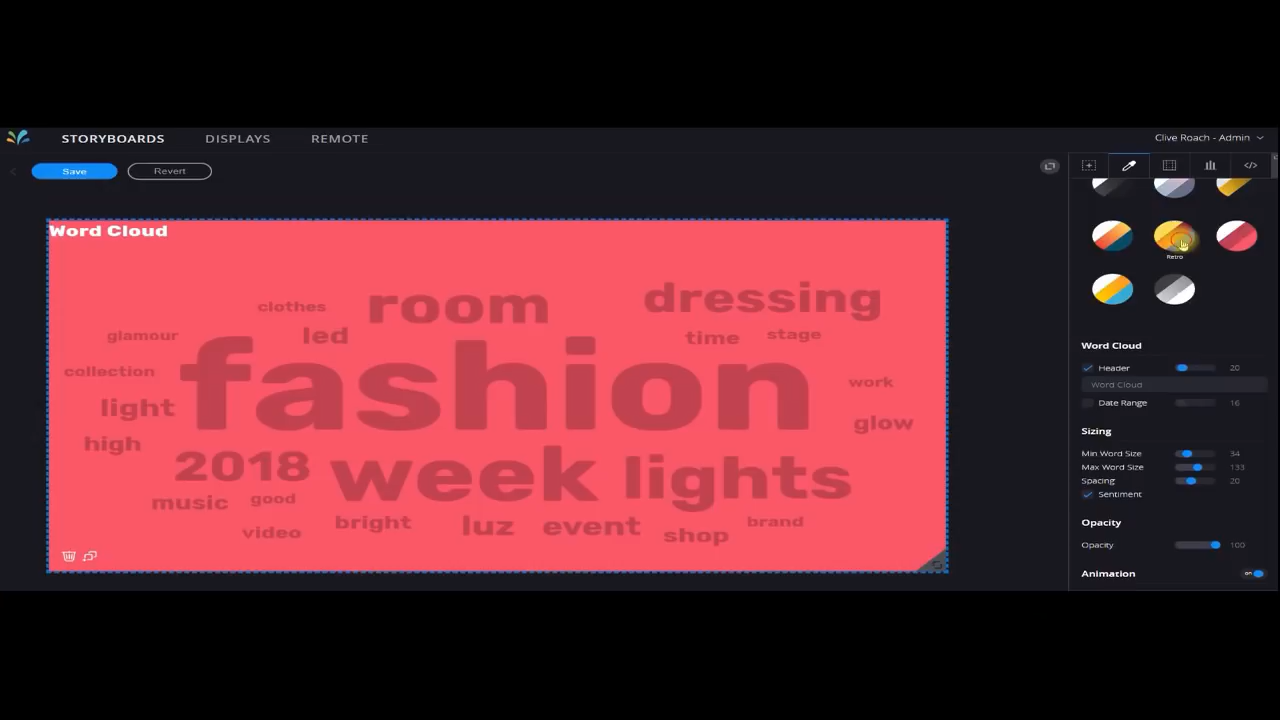 STORYBOARDS DISPLAYS REMOTE
Clive Roach - Admin
Save Revert
Word Cloud
clothes
room
dressing
glamour
led
time
stage
collection
fashion
work
light
glow
high
2018
week
lights
music
good
video
bright
luz
event
shop
brand
Retro
Word Cloud
Header 20
Word Cloud
Date Range 16
Sizing
Min Word Size 34
Max Word Size 133
Spacing 20
Sentiment
Opacity
Opacity 100
Animation on